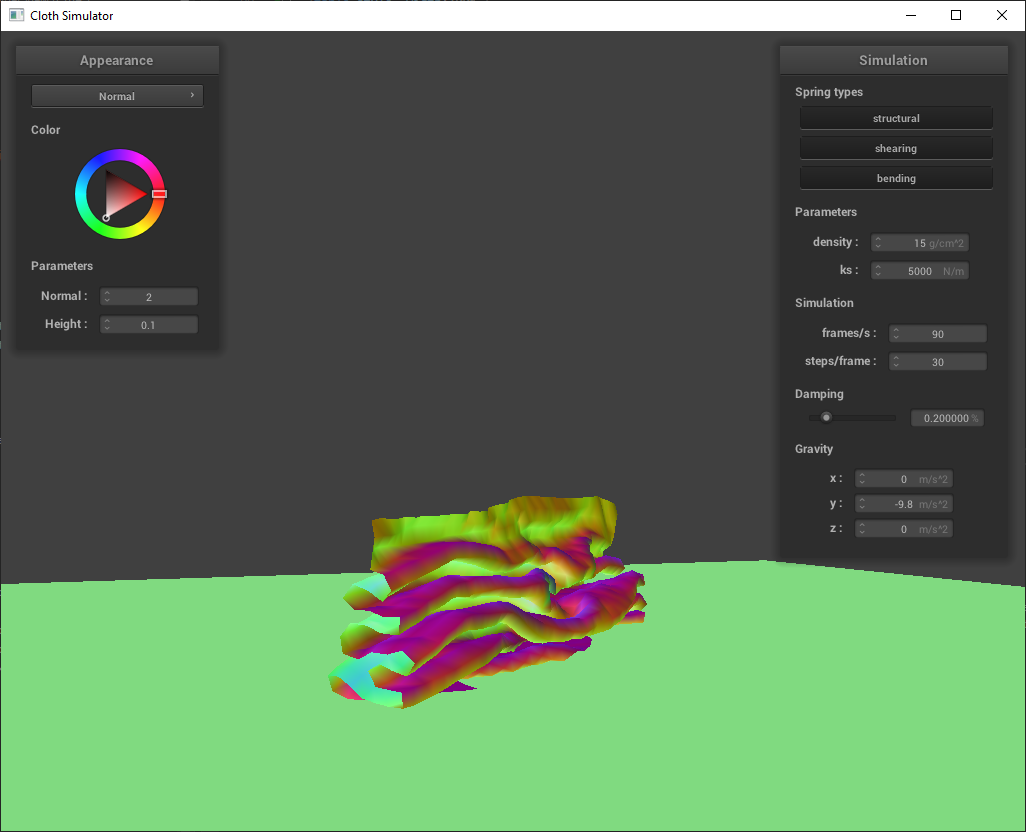 Cloth Simulator
Appearance
Normal
Color
Parameters
Normal : 2
Height : 0.1
Simulation
Spring types
structural
shearing
bending
Parameters
density : 15 g/cm^2
ks : 5000 N/m
Simulation
frames/s : 90
steps/frame : 30
Damping
0.200000 %
Gravity
x : 0 m/s^2
y : -9.8 m/s^2
z : 0 m/s^2